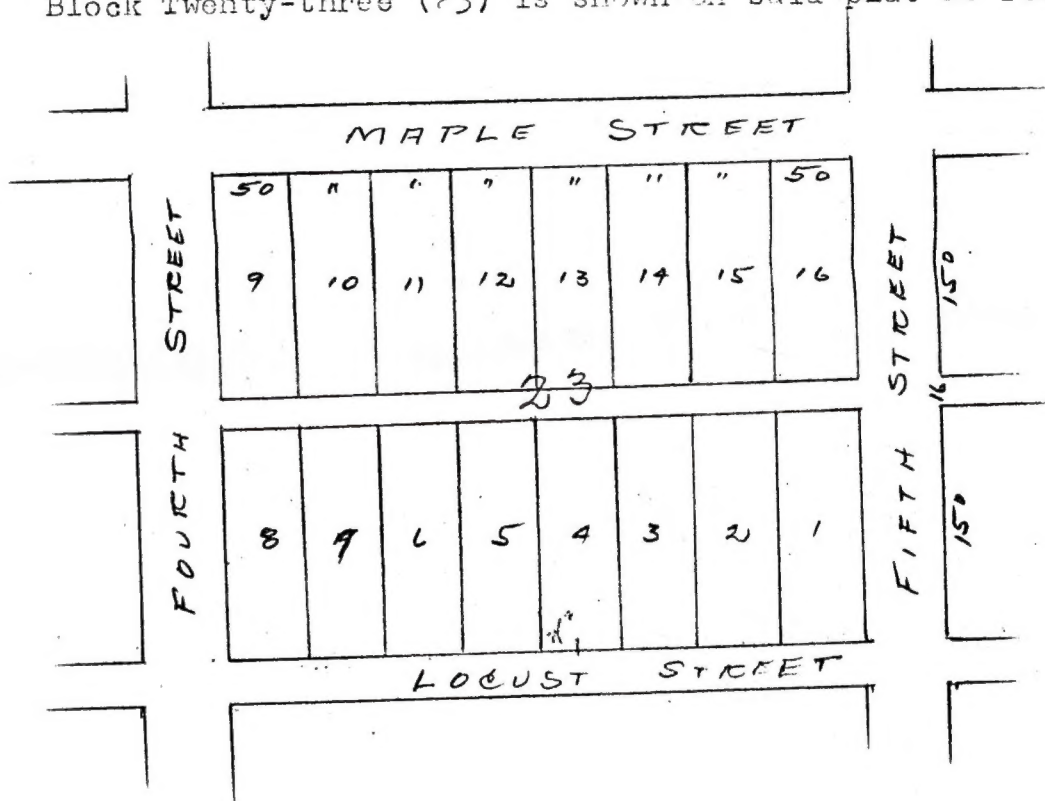 Block Twenty-three (23) is shown on said plat
MAPLE STREET
50 " " " " " " 50
9 10 11 12 13 14 15 16
23
8 7 6 5 4 3 2 1
LOCUST STREET
FOURTH STREET
FIFTH STREET
150
16
150